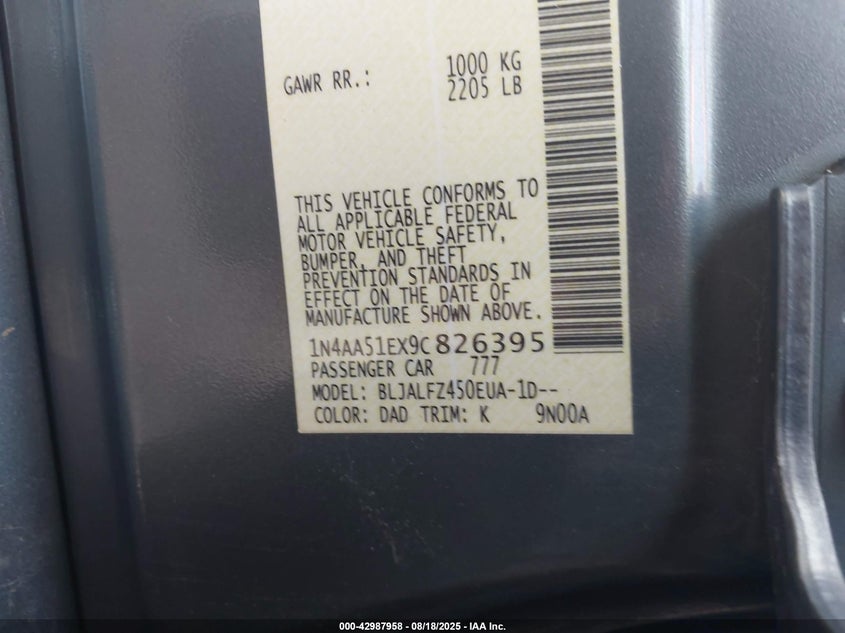 GAWR RR.: 1000 KG
2205 LB
THIS VEHICLE CONFORMS TO
ALL APPLICABLE FEDERAL
MOTOR VEHICLE SAFETY,
BUMPER, AND THEFT
PREVENTION STANDARDS IN
EFFECT ON THE DATE OF
MANUFACTURE SHOWN ABOVE.
1N4AA51EX9C826395
PASSENGER CAR 777
MODEL: BLJALFZ450EUA-1D--
COLOR: DAD TRIM: K 9N00A
000-42987958 - 08/18/2025 - IAA Inc.